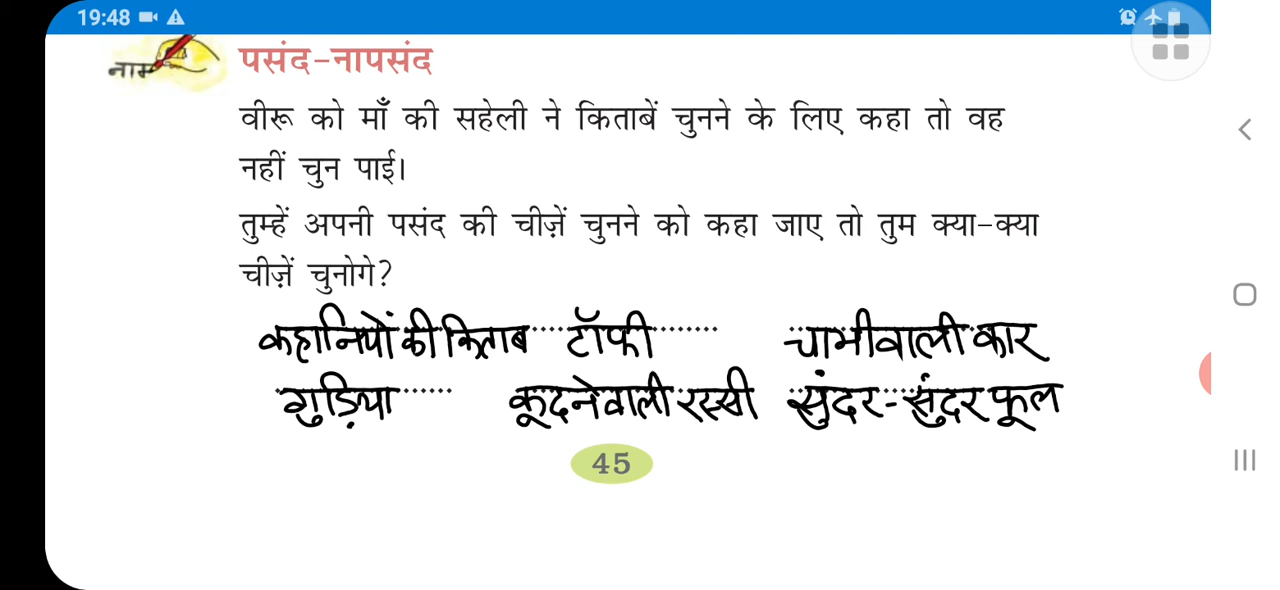 19:48
नाम
पसंद-नापसंद
वीरू को माँ की सहेली ने किताबें चुनने के लिए कहा तो वह
नहीं चुन पाई।
तुम्हें अपनी पसंद की चीज़ें चुनने को कहा जाए तो तुम क्या-क्या
चीज़ें चुनोगे?
कहानियों की किताब टॉफी चाभीवाली कार
गुड़िया कूदनेवाली रस्सी सुंदर-सुंदर फूल
45